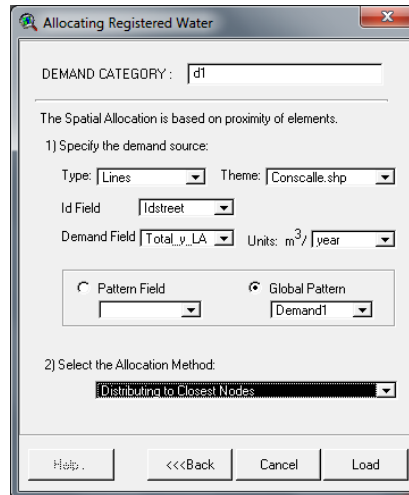 Allocating Registered Water
DEMAND CATEGORY : d1
The Spatial Allocation is based on proximity of elements.
1) Specify the demand source:
Type: Lines Theme: Conscalle.shp
Id Field Idstreet
Demand Field Total_y_LA Units: m3/ year
Pattern Field Global Pattern
Demand1
2) Select the Allocation Method:
Distributing to Closest Nodes
Help . <<<Back Cancel Load